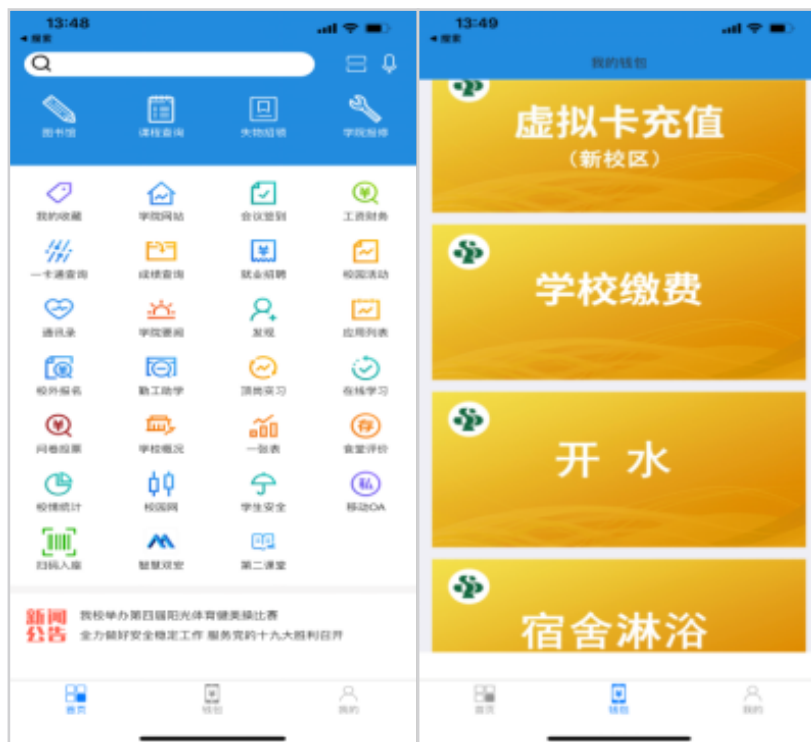 13:48
搜索
图书馆 课程查询 失物招领 学院报修
我的收藏 学院网站 会议签到 工资财务
一卡通查询 成绩查询 就业招聘 校园活动
通讯录 学院要闻 发现 应用列表
校外报名 勤工助学 顶岗实习 在线学习
问卷投票 学校概况 一张表 食堂评价
校情统计 校园网 学生安全 移动OA
扫码入座 智慧双安 第二课堂
存
私
新闻
公告
我校举办第四届阳光体育健美操比赛
全力做好安全稳定工作 服务党的十九大胜利召开
首页 钱包 我的
13:49
搜索
我的钱包
虚拟卡充值
(新校区)
学校缴费
开 水
宿舍淋浴
首页 钱包 我的